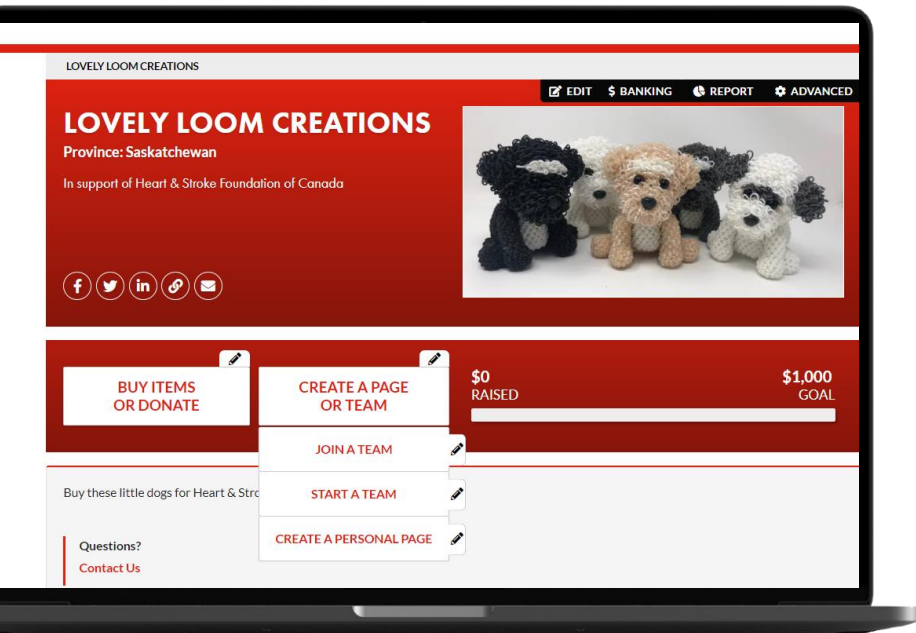 LOVELY LOOM CREATIONS
EDIT $ BANKING REPORT ADVANCED
LOVELY LOOM CREATIONS
Province: Saskatchewan
In support of Heart & Stroke Foundation of Canada
BUY ITEMS
OR DONATE
CREATE A PAGE
OR TEAM
$0
RAISED
$1,000
GOAL
JOIN A TEAM
START A TEAM
CREATE A PERSONAL PAGE
Buy these little dogs for Heart &
Questions?
Contact Us